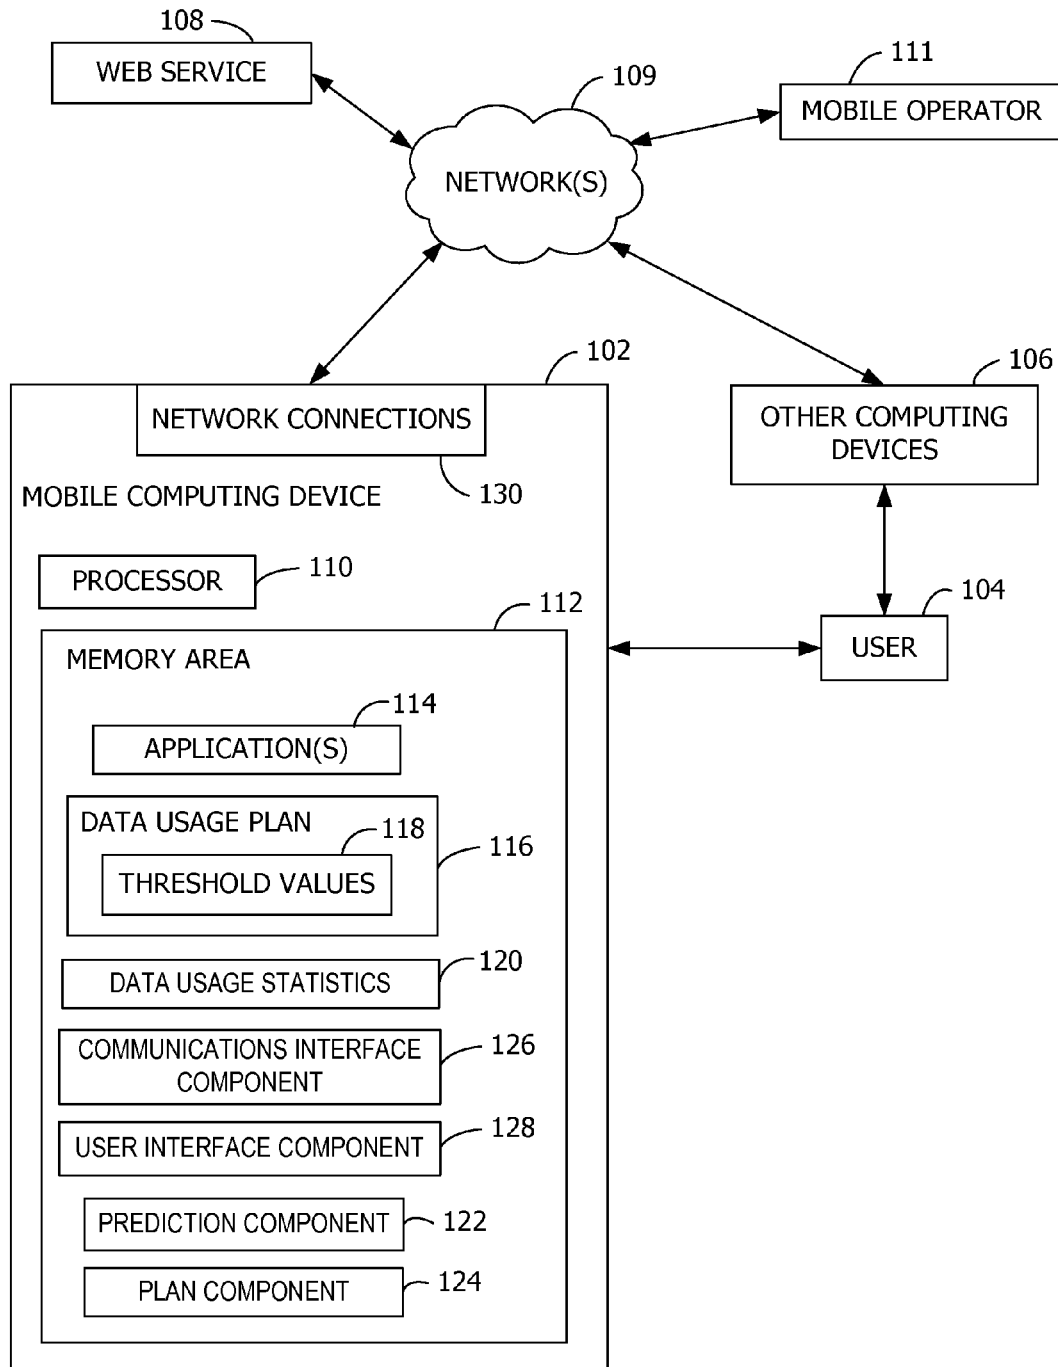 108
WEB SERVICE
111
MOBILE OPERATOR
109
NETWORK(S)
102
NETWORK CONNECTIONS
130
106
OTHER COMPUTING
DEVICES
MOBILE COMPUTING DEVICE
PROCESSOR
110
104
USER
112
MEMORY AREA
114
APPLICATION(S)
DATA USAGE PLAN
118
THRESHOLD VALUES
116
DATA USAGE STATISTICS
120
COMMUNICATIONS INTERFACE
COMPONENT
126
USER INTERFACE COMPONENT
128
PREDICTION COMPONENT
122
PLAN COMPONENT
124